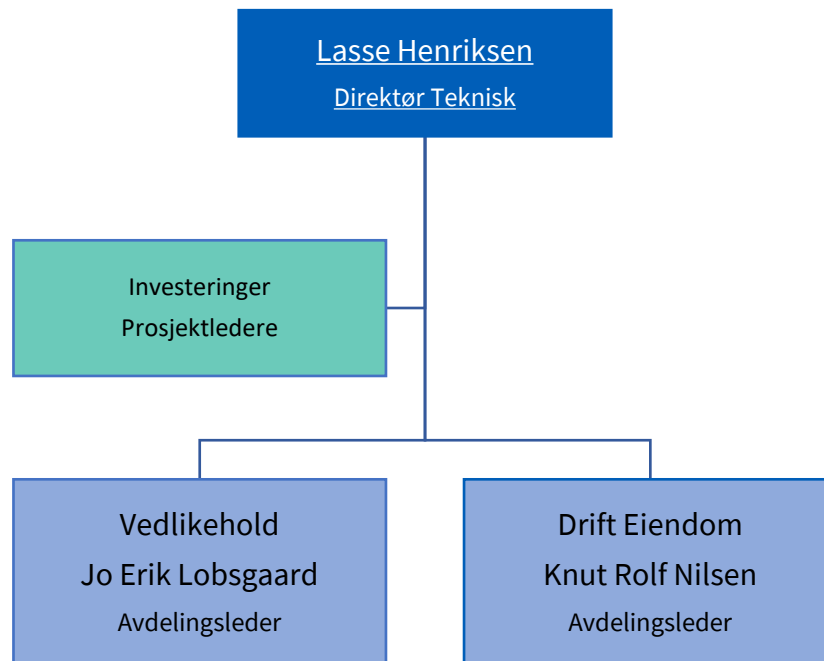 Lasse Henriksen
Direktør Teknisk
Investeringer
Prosjektledere
Vedlikehold
Jo Erik Lobsgaard
Avdelingsleder
Drift Eiendom
Knut Rolf Nilsen
Avdelingsleder